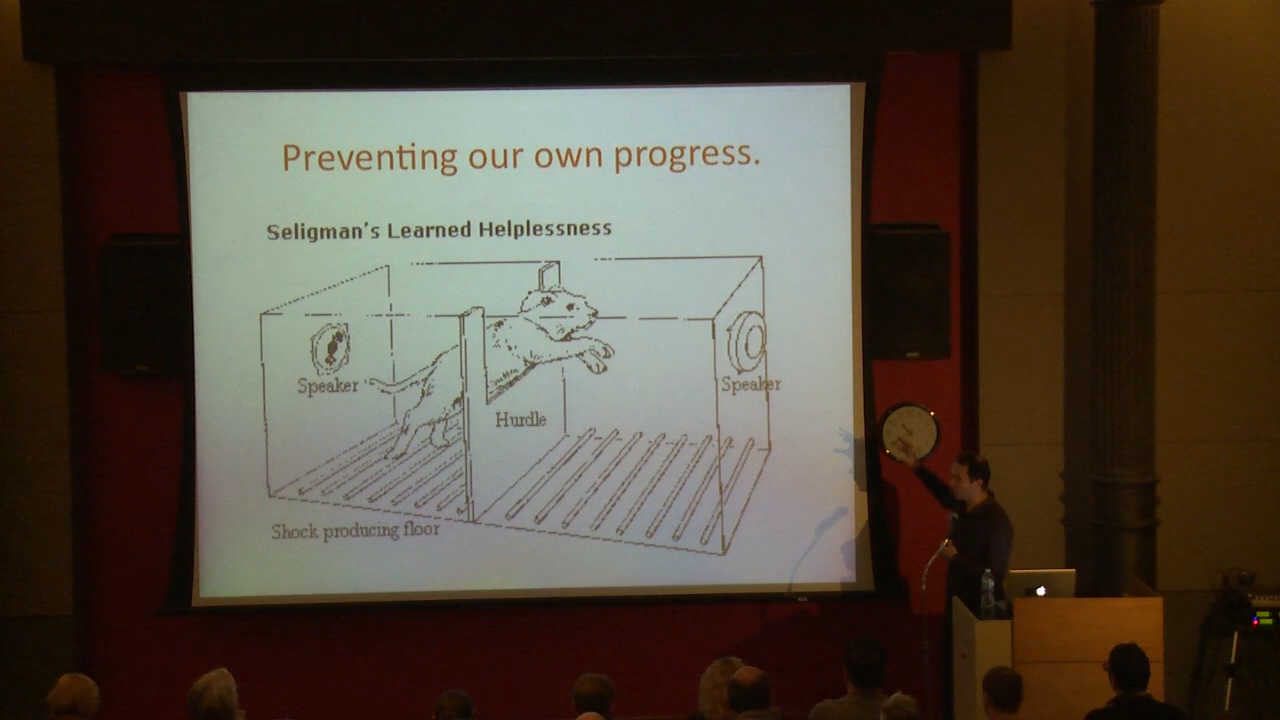 Preventing our own progress.
Seligman's Learned Helplessness
Speaker
Speaker
Hurdle
Shock producing floor